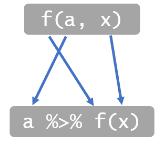 f(a, x)
a %>% f(x)